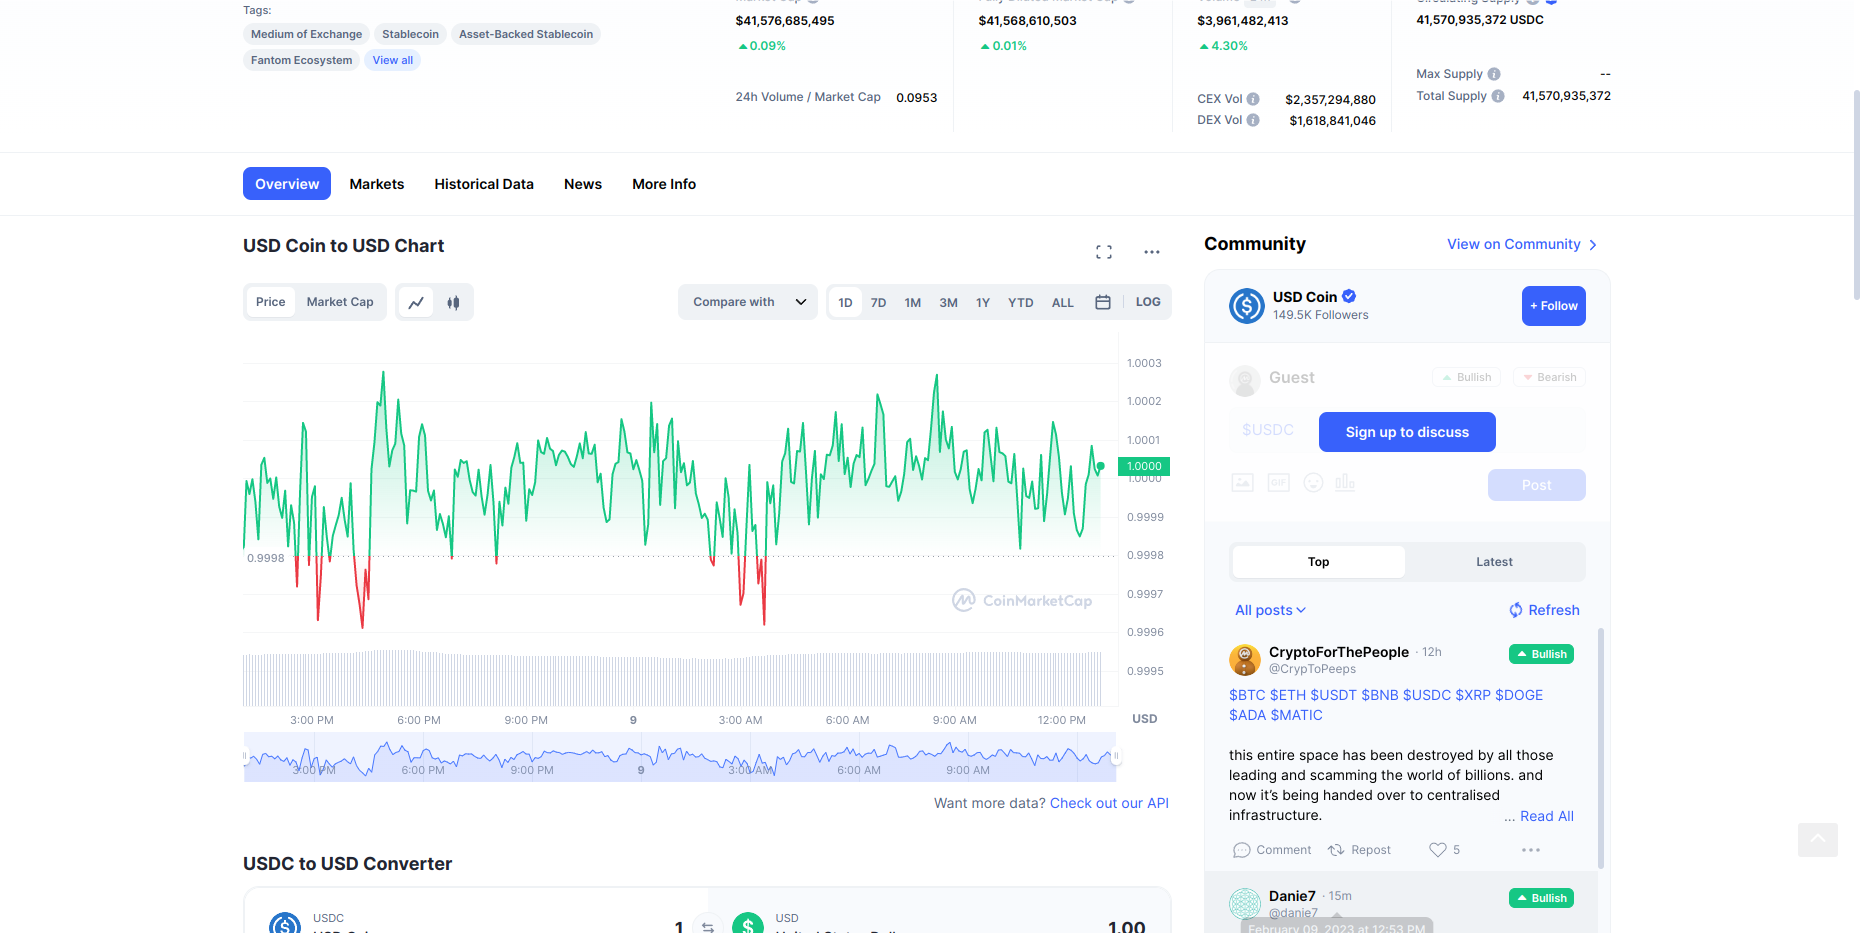 Tags:
Medium of Exchange
Stablecoin
Asset-Backed Stablecoin
Fantom Ecosystem
View all
$41,576,685,495
0.09%
24h Volume / Market Cap 0.0953
$41,568,610,503
0.01%
$3,961,482,413
4.30%
CEX Vol $2,357,294,880
DEX Vol $1,618,841,046
Circulating Supply
41,570,935,372 USDC
Max Supply --
Total Supply 41,570,935,372
Overview
Markets
Historical Data
News
More Info
USD Coin to USD Chart
Price
Market Cap
Compare with
1D
7D
1M
3M
1Y
YTD
ALL
LOG
1.0003
1.0002
1.0001
1.0000
1.0000
0.9999
0.9998
0.9998
0.9997
0.9996
0.9995
CoinMarketCap
3:00 PM
6:00 PM
9:00 PM
9
3:00 AM
6:00 AM
9:00 AM
12:00 PM
USD
3:00 PM
6:00 PM
9:00 PM
9
3:00 AM
6:00 AM
9:00 AM
Want more data? Check out our API
USDC to USD Converter
USDC
1
USD
1.00
Community
View on Community
USD Coin
149.5K Followers
+ Follow
Guest
Bullish
Bearish
$USDC
Sign up to discuss
GIF
Post
Top
Latest
All posts
Refresh
CryptoForThePeople · 12h
@CrypToPeeps
Bullish
$BTC $ETH $USDT $BNB $USDC $XRP $DOGE
$ADA $MATIC
this entire space has been destroyed by all those
leading and scamming the world of billions. and
now it's being handed over to centralised
infrastructure.
... Read All
Comment
Repost
5
Danie7 · 15m
@danie7
Bullish
February 09, 2023 at 12:53 PM